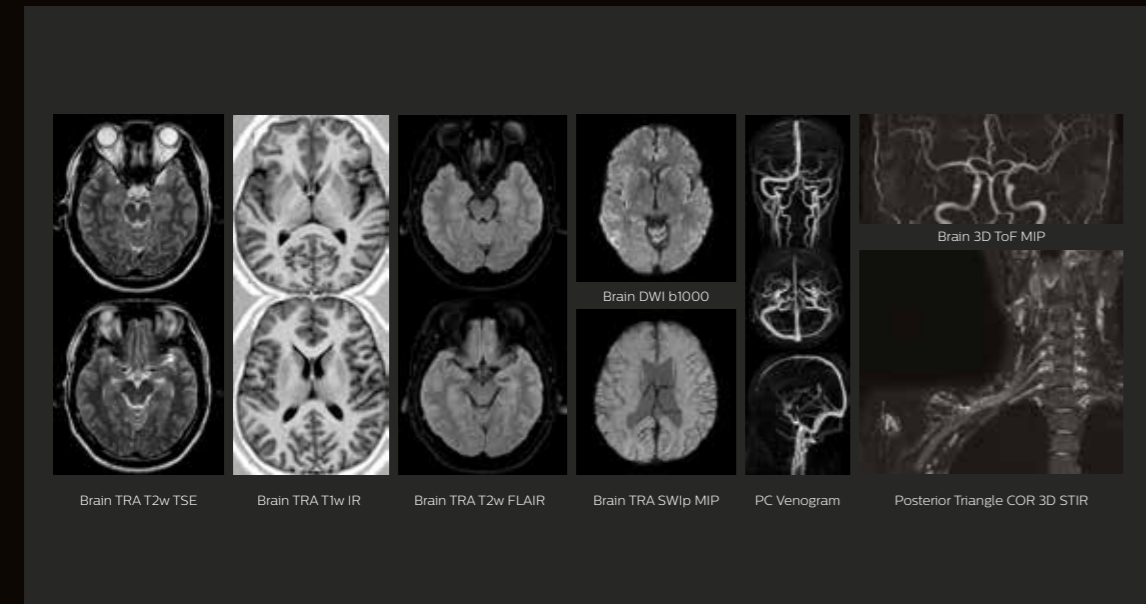 Brain 3D ToF MIP
Brain DWI b1000
Brain TRA T2w TSE
Brain TRA T1w IR
Brain TRA T2w FLAIR
Brain TRA SWIp MIP
PC Venogram
Posterior Triangle COR 3D STIR